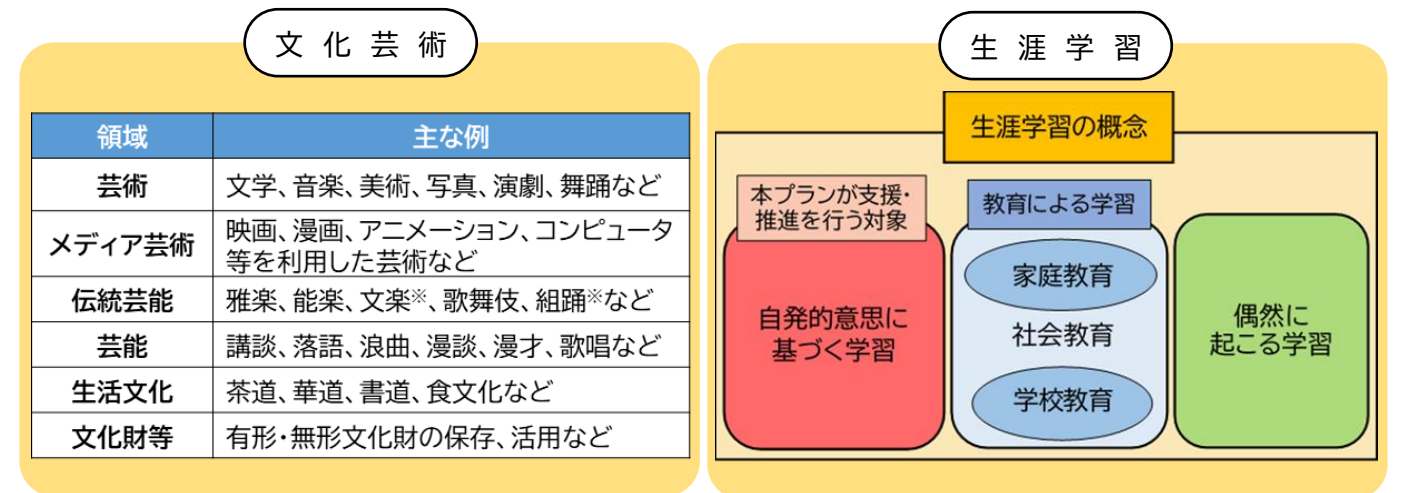 文化芸術
領域 主な例
芸術 文学、音楽、美術、写真、演劇、舞踊など
メディア芸術 映画、漫画、アニメーション、コンピュータ
等を利用した芸術など
伝統芸能 雅楽、能楽、文楽※、歌舞伎、組踊※など
芸能 講談、落語、浪曲、漫談、漫才、歌唱など
生活文化 茶道、華道、書道、食文化など
文化財等 有形・無形文化財の保存、活用など
生涯学習
生涯学習の概念
本プランが支援・
推進を行う対象
自発的意思に
基づく学習
教育による学習
家庭教育
社会教育
学校教育
偶然に
起こる学習